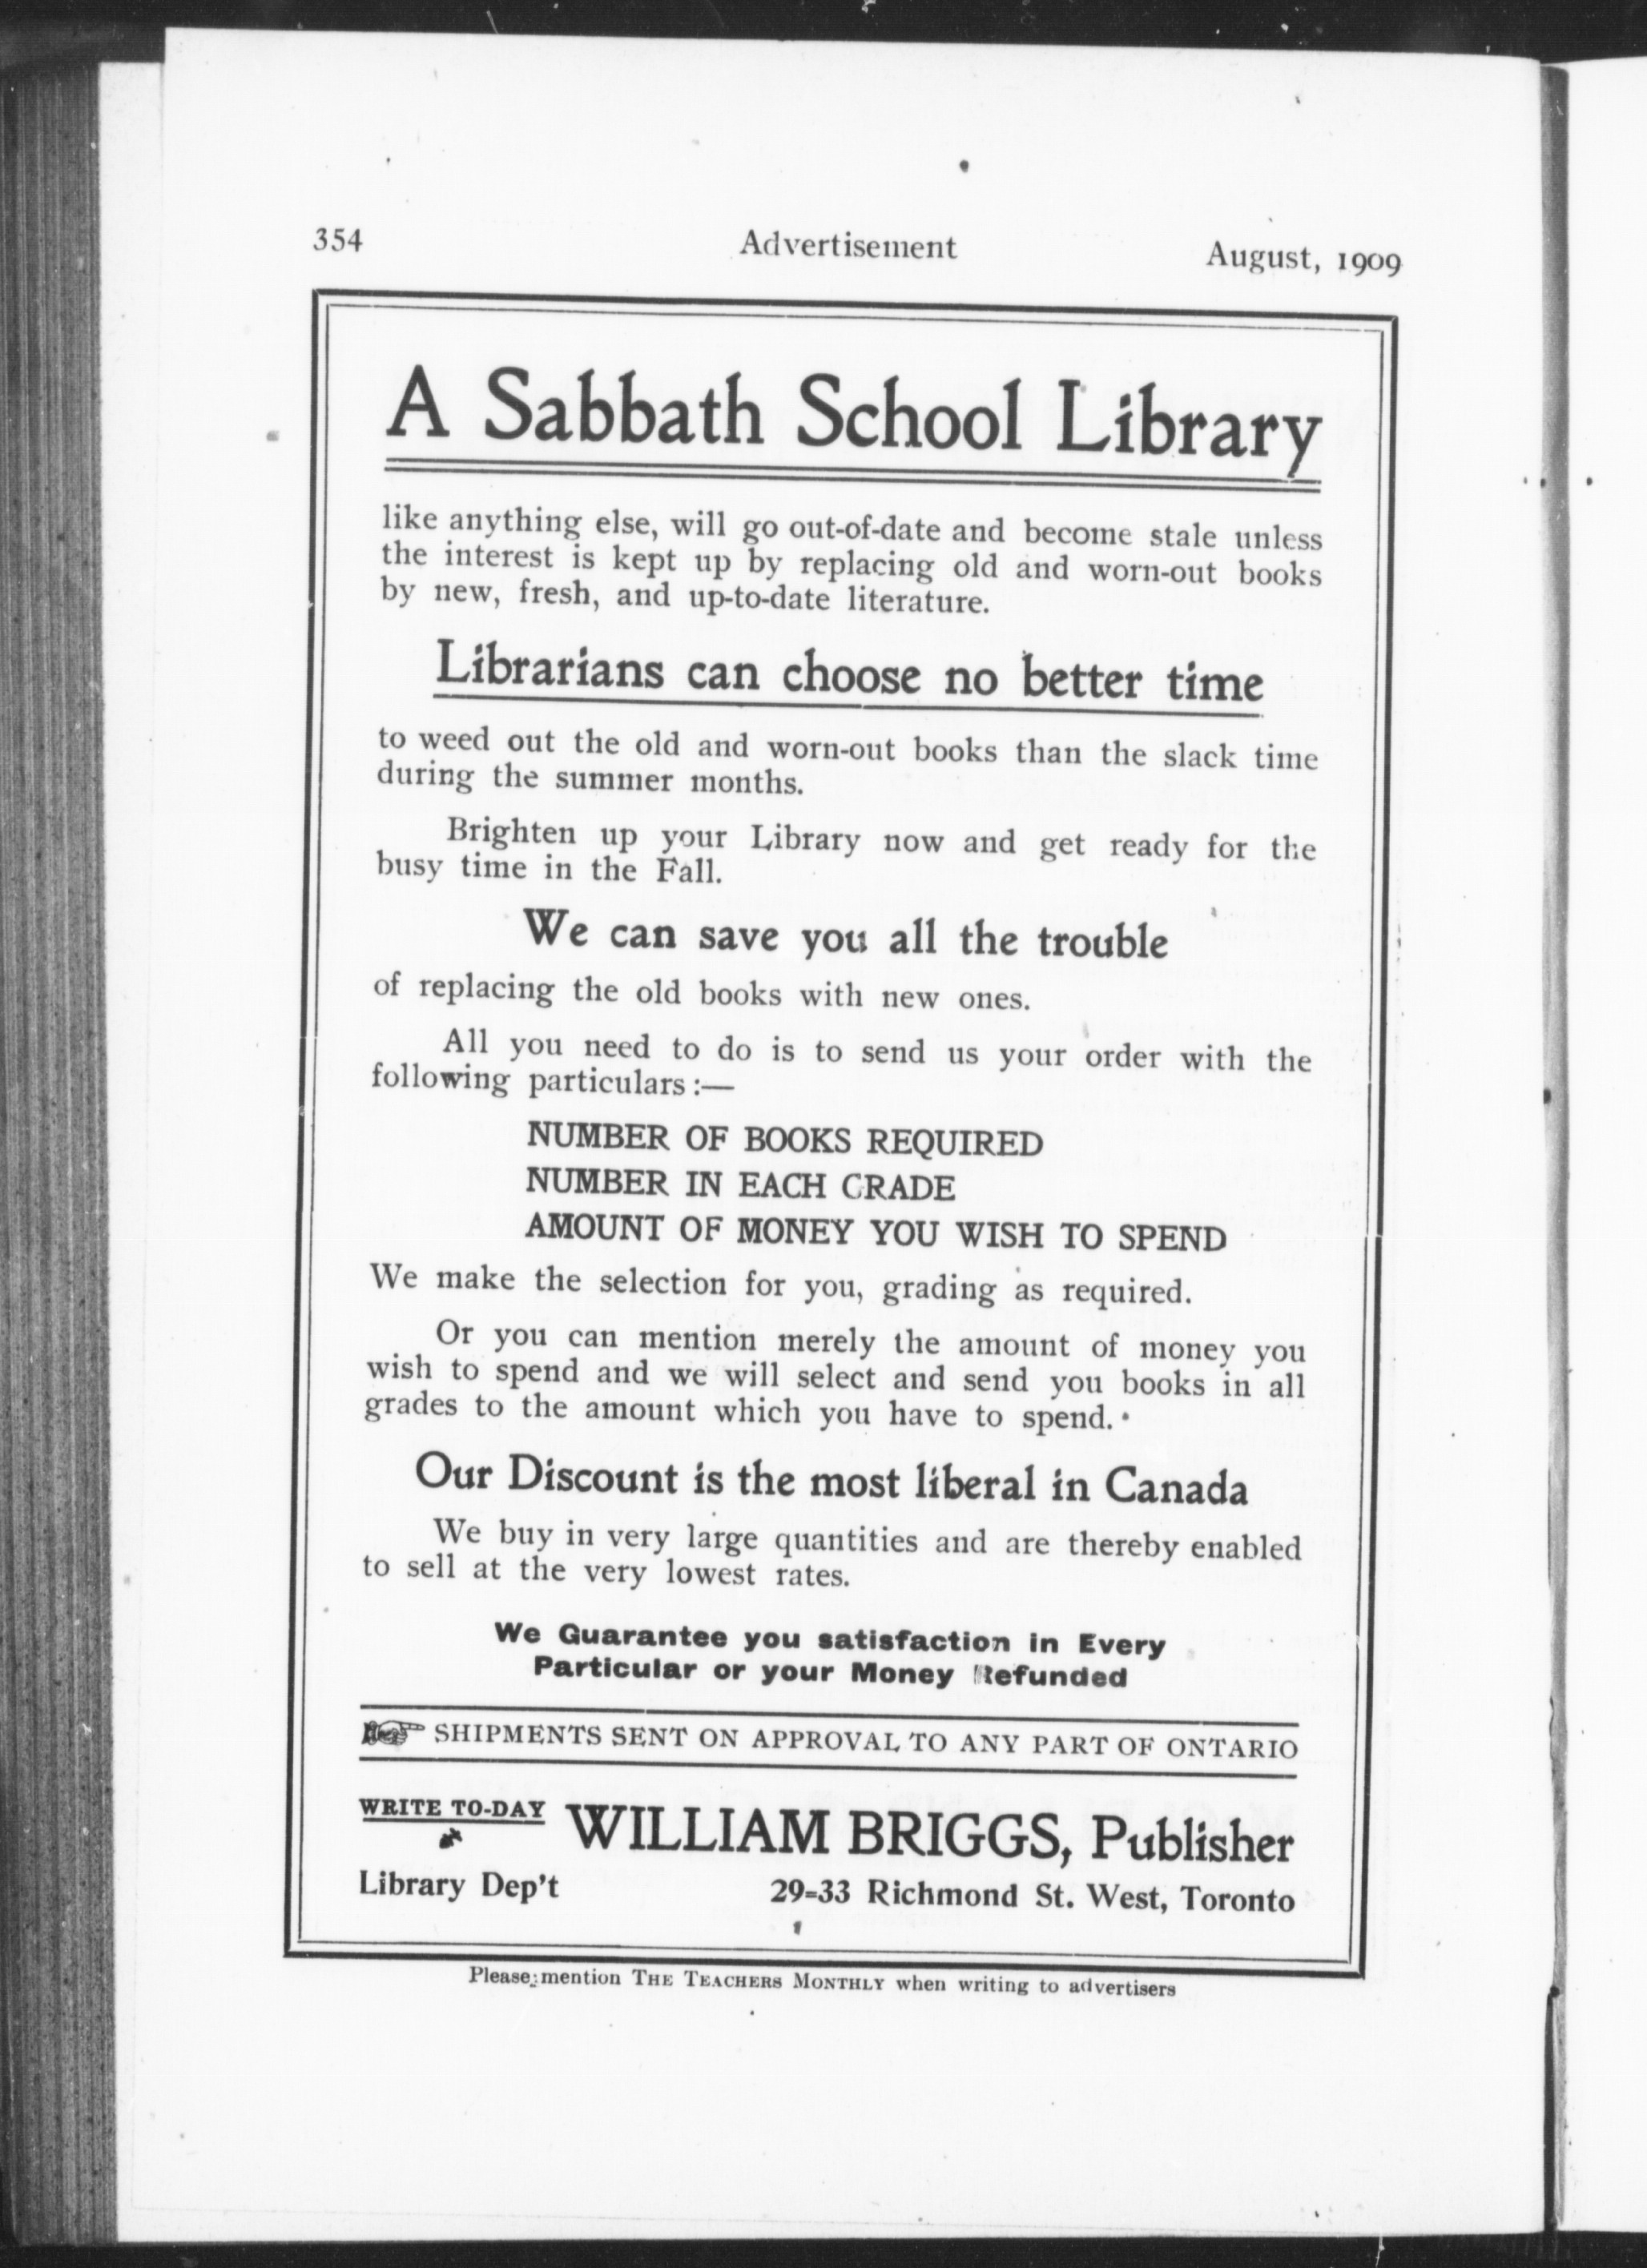 354 Advertisement August, 1909
A Sabbath School Library
like anything else, will go out-of-date and become stale unless
the interest is kept up by replacing old and worn-out books
by new, fresh, and up-to-date literature.
Librarians can choose no better time
to weed out the old and worn-out books than the slack time
during the summer months.
Brighten up your Library now and get ready for the
busy time in the Fall.
We can save you all the trouble
of replacing the old books with new ones.
All you need to do is to send us your order with the
following particulars :—
NUMBER OF BOOKS REQUIRED
NUMBER IN EACH GRADE
AMOUNT OF MONEY YOU WISH TO SPEND
We make the selection for you, grading as required.
Or you can mention merely the amount of money you
wish to spend and we will select and send you books in all
grades to the amount which you have to spend.
Our Discount is the most liberal in Canada
We buy in very large quantities and are thereby enabled
to sell at the very lowest rates.
We Guarantee you satisfaction in Every
Particular or your Money Refunded
☞ SHIPMENTS SENT ON APPROVAL TO ANY PART OF ONTARIO
WRITE TO-DAY WILLIAM BRIGGS, Publisher
Library Dep't 29-33 Richmond St. West, Toronto
Please mention THE TEACHERS MONTHLY when writing to advertisers